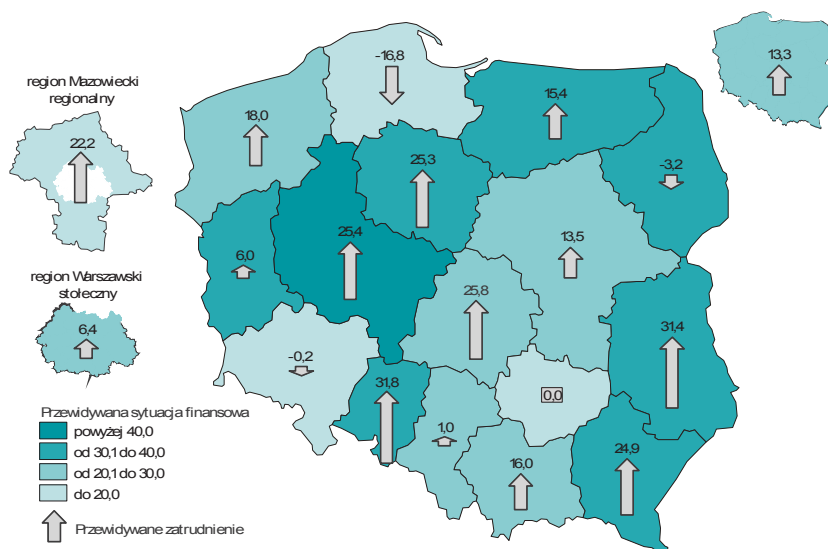 -16,8
13,3
region Mazowiecki
regionalny
15,4
18,0
22,2
25,3
-3,2
13,5
6,0
25,4
region Warszawski
stołeczny
25,8
6,4
31,4
-0,2
31,8
0,0
Przewidywana sytuacja finansowa
powyżej 40,0
od 30,1 do 40,0
od 20,1 do 30,0
do 20,0
1,0
16,0
24,9
Przewidywane zatrudnienie